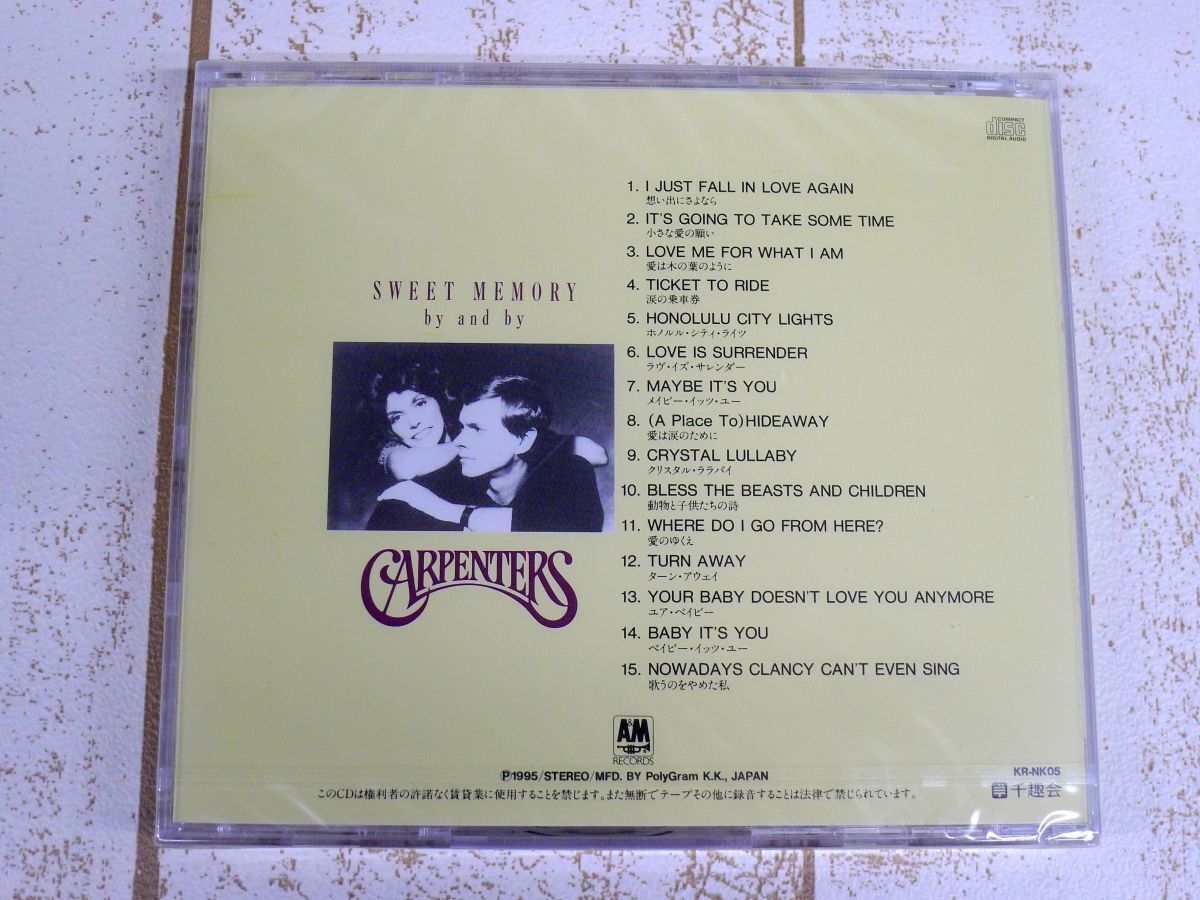 COMPACT
disc
DIGITAL AUDIO
SWEET MEMORY
by and by
CARPENTERS
1. I JUST FALL IN LOVE AGAIN
想い出にさよなら
2. IT'S GOING TO TAKE SOME TIME
小さな愛の願い
3. LOVE ME FOR WHAT I AM
愛は木の葉のように
4. TICKET TO RIDE
涙の乗車券
5. HONOLULU CITY LIGHTS
ホノルル・シティ・ライツ
6. LOVE IS SURRENDER
ラヴ・イズ・サレンダー
7. MAYBE IT'S YOU
メイビー・イッツ・ユー
8. (A Place To)HIDEAWAY
愛は涙のために
9. CRYSTAL LULLABY
クリスタル・ララバイ
10. BLESS THE BEASTS AND CHILDREN
動物と子供たちの詩
11. WHERE DO I GO FROM HERE?
愛のゆくえ
12. TURN AWAY
ターン・アウェイ
13. YOUR BABY DOESN'T LOVE YOU ANYMORE
ユア・ベイビー
14. BABY IT'S YOU
ベイビー・イッツ・ユー
15. NOWADAYS CLANCY CAN'T EVEN SING
歌うのをやめた私
A&M
RECORDS
Ⓟ1995/STEREO/MFD. BY PolyGram K.K., JAPAN
このCDは権利者の許諾なく賃貸業に使用することを禁じます。また無断でテープその他に録音することは法律で禁じられています。
KR-NK05
千趣会